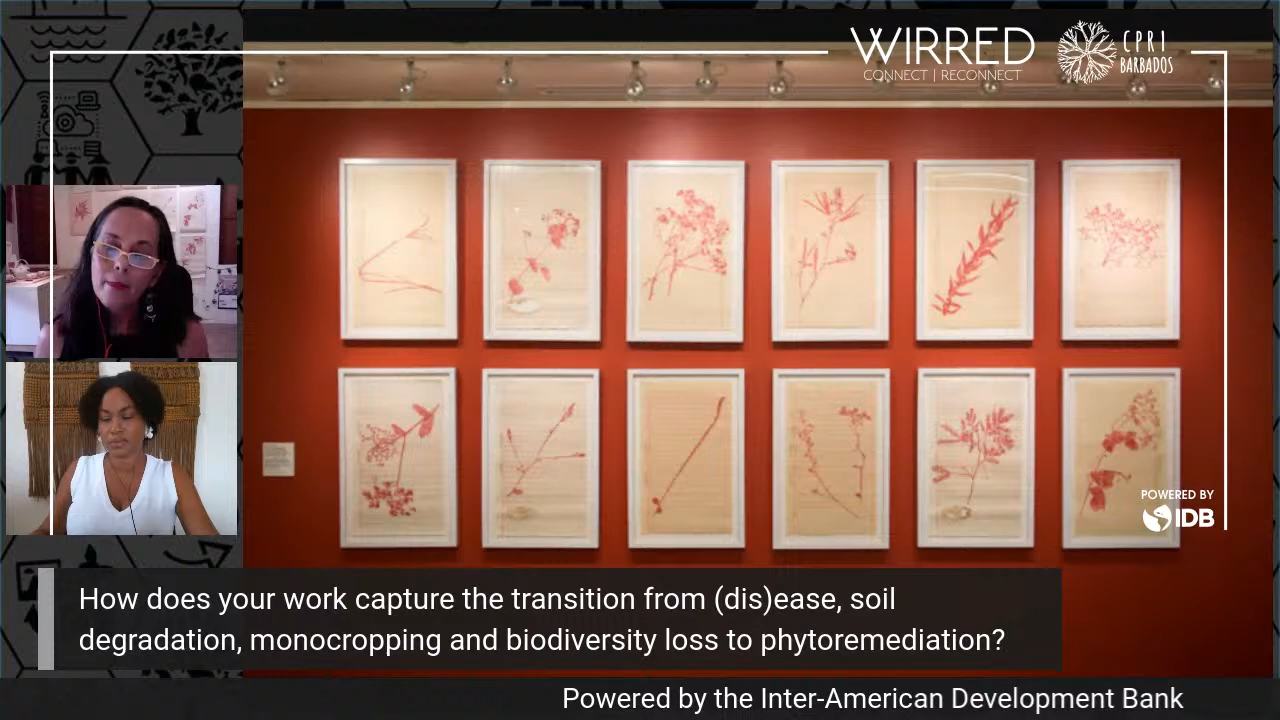 WIRRED
CONNECT | RECONNECT
CPRI
BARBADOS
POWERED BY
IDB
How does your work capture the transition from (dis)ease, soil
degradation, monocropping and biodiversity loss to phytoremediation?
Powered by the Inter-American Development Bank